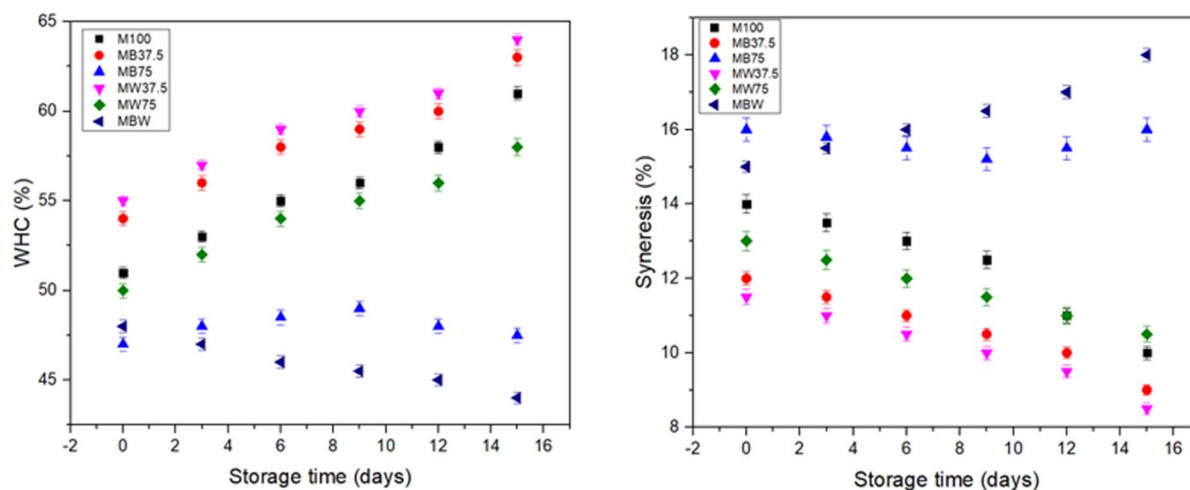 65
60
55
50
45
WHC (%)
M100
MB37.5
MB75
MW37.5
MW75
MBW
-2 0 2 4 6 8 10 12 14 16
Storage time (days)
18
16
14
12
10
8
Syneresis (%)
M100
MB37.5
MB75
MW37.5
MW75
MBW
-2 0 2 4 6 8 10 12 14 16
Storage time (days)